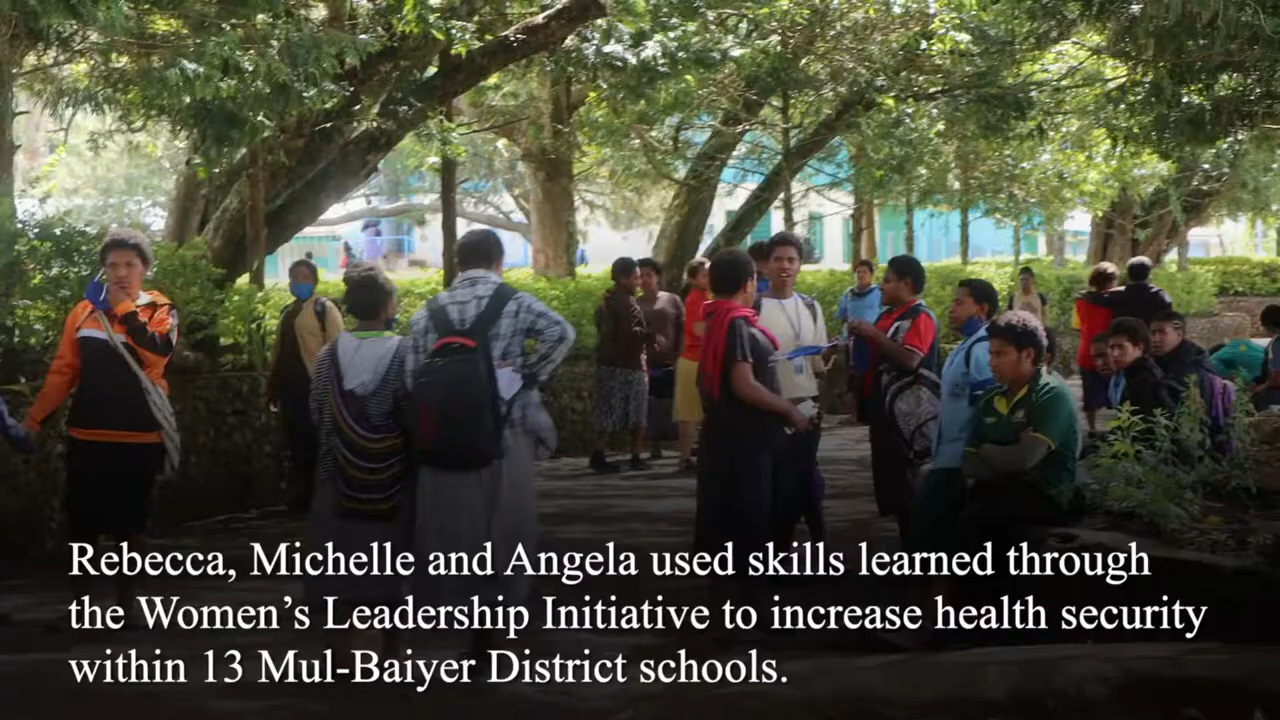 Rebecca, Michelle and Angela used skills learned through
the Women’s Leadership Initiative to increase health security
within 13 Mul-Baiyer District schools.